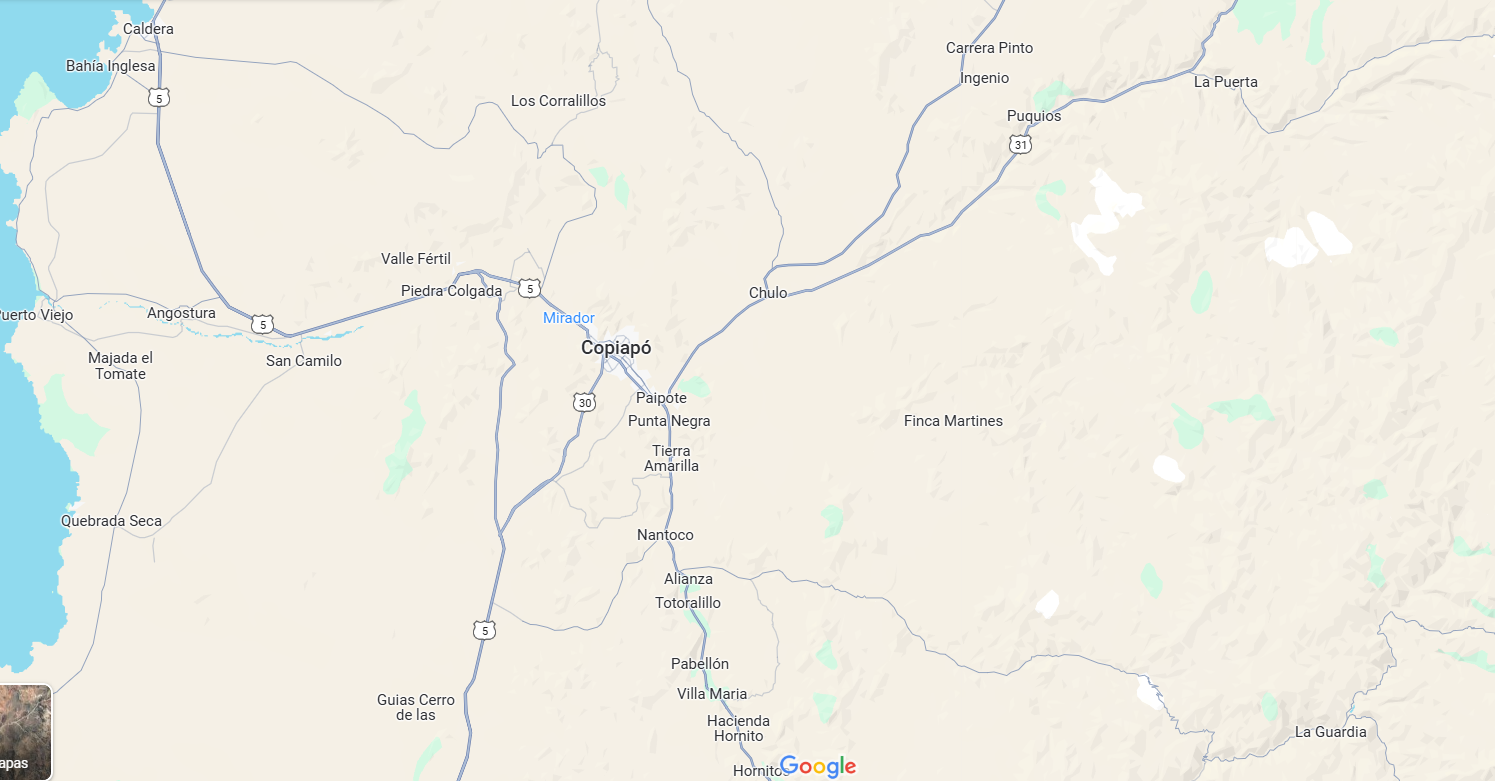 Caldera
Carrera Pinto
Bahía Inglesa
Ingenio
La Puerta
5
Los Corralillos
Puquios
31
Valle Fértil
Piedra Colgada
5
Chulo
Puerto Viejo
Angostura
5
Mirador
Copiapó
Majada el
Tomate
San Camilo
30
Paipote
Punta Negra
Finca Martines
Tierra
Amarilla
Quebrada Seca
Nantoco
Alianza
Totoralillo
5
Pabellón
Villa Maria
Guias Cerro
de las
Hacienda
Hornito
La Guardia
apas
Hornitos
Google